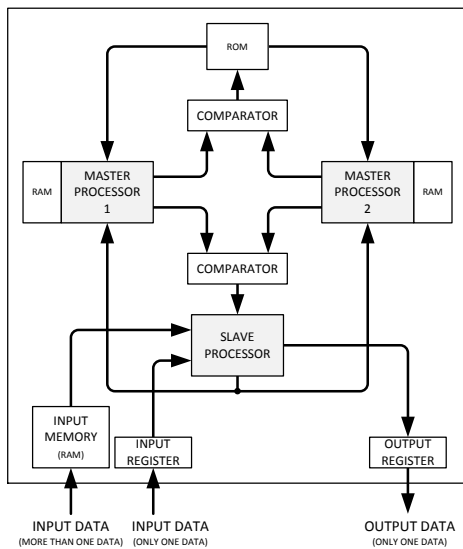 ROM
COMPARATOR
RAM
MASTER
PROCESSOR
1
MASTER
PROCESSOR
2
RAM
COMPARATOR
SLAVE
PROCESSOR
INPUT
MEMORY
(RAM)
INPUT
REGISTER
OUTPUT
REGISTER
INPUT DATA
(MORE THAN ONE DATA)
INPUT DATA
(ONLY ONE DATA)
OUTPUT DATA
(ONLY ONE DATA)